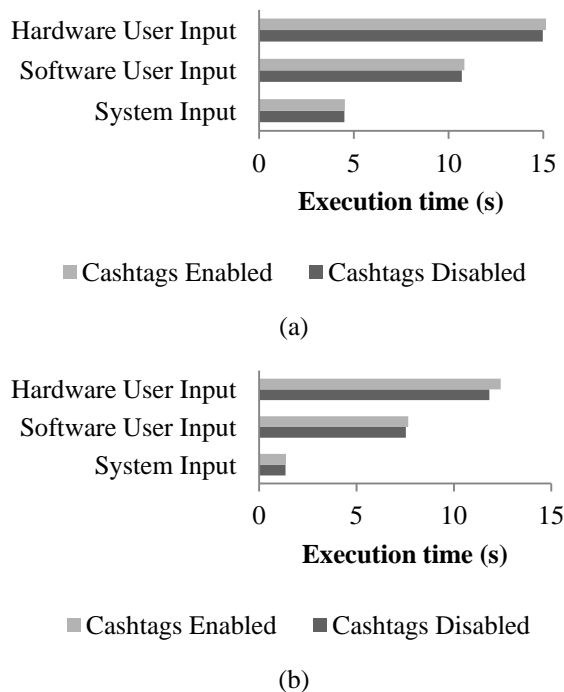 Hardware User Input
Software User Input
System Input
0 5 10 15
Execution time (s)
Cashtags Enabled Cashtags Disabled
(a)
Hardware User Input
Software User Input
System Input
0 5 10 15
Execution time (s)
Cashtags Enabled Cashtags Disabled
(b)